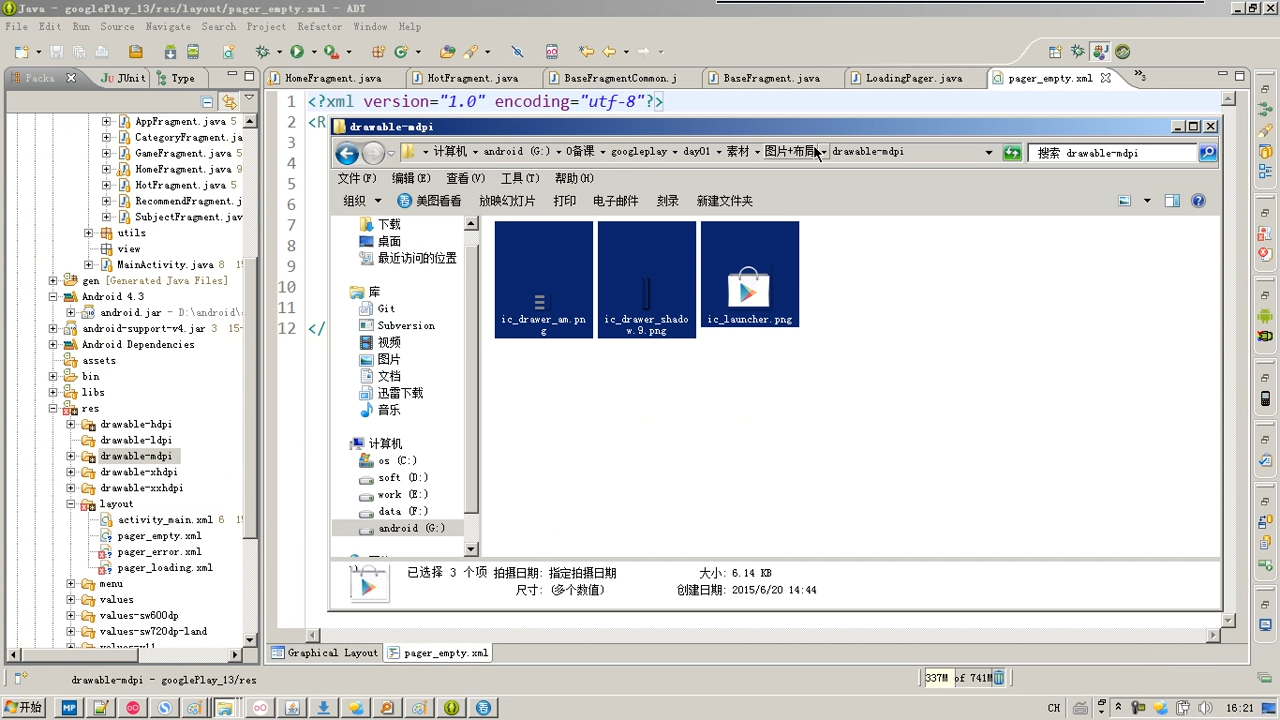 Java - googlePlay_13/res/layout/pager_empty.xml - ADT
File Edit Run Source Navigate Search Project Refactor Window Help
Packa JUnit Type
HomeFragment.java HotFragment.java BaseFragmentCommon.j BaseFragment.java LoadingPager.java pager_empty.xml »3
AppFragment.java 5
CategoryFragment.ja
GameFragment.java 5
HomeFragment.java 1
HotFragment.java 5
RecommendFragment.j
SubjectFragment.jav
utils
view
MainActivity.java 8 1
gen [Generated Java Files]
Android 4.3
android.jar - D:\android\
android-support-v4.jar 3 15-
Android Dependencies
assets
bin
libs
res
drawable-hdpi
drawable-ldpi
drawable-mdpi
drawable-xhdpi
drawable-xxhdpi
layout
activity_main.xml 6 1
pager_empty.xml
pager_error.xml
pager_loading.xml
menu
values
values-sw600dp
values-sw720dp-land
1 <?xml version="1.0" encoding="utf-8"?>
2 <R
3
4
5
6
7
8
9
10
11
12 </
drawable-mdpi
计算机 android (G:) 0备课 googleplay day01 素材 图片+布局 drawable-mdpi
搜索 drawable-mdpi
文件(F) 编辑(E) 查看(V) 工具(T) 帮助(H)
组织 美图看看 放映幻灯片 打印 电子邮件 刻录 新建文件夹
下载
桌面
最近访问的位置
库
Git
Subversion
视频
图片
文档
迅雷下载
音乐
计算机
os (C:)
soft (D:)
work (E:)
data (F:)
android (G:)
ic_drawer_am.png
ic_drawer_shadow.9.png
ic_launcher.png
已选择 3 个项 拍摄日期: 指定拍摄日期 大小: 6.14 KB
尺寸: (多个数值) 创建日期: 2015/6/20 14:44
Graphical Layout pager_empty.xml
drawable-mdpi - googlePlay_13/res
337M of 741M
开始 MP CH 16:21